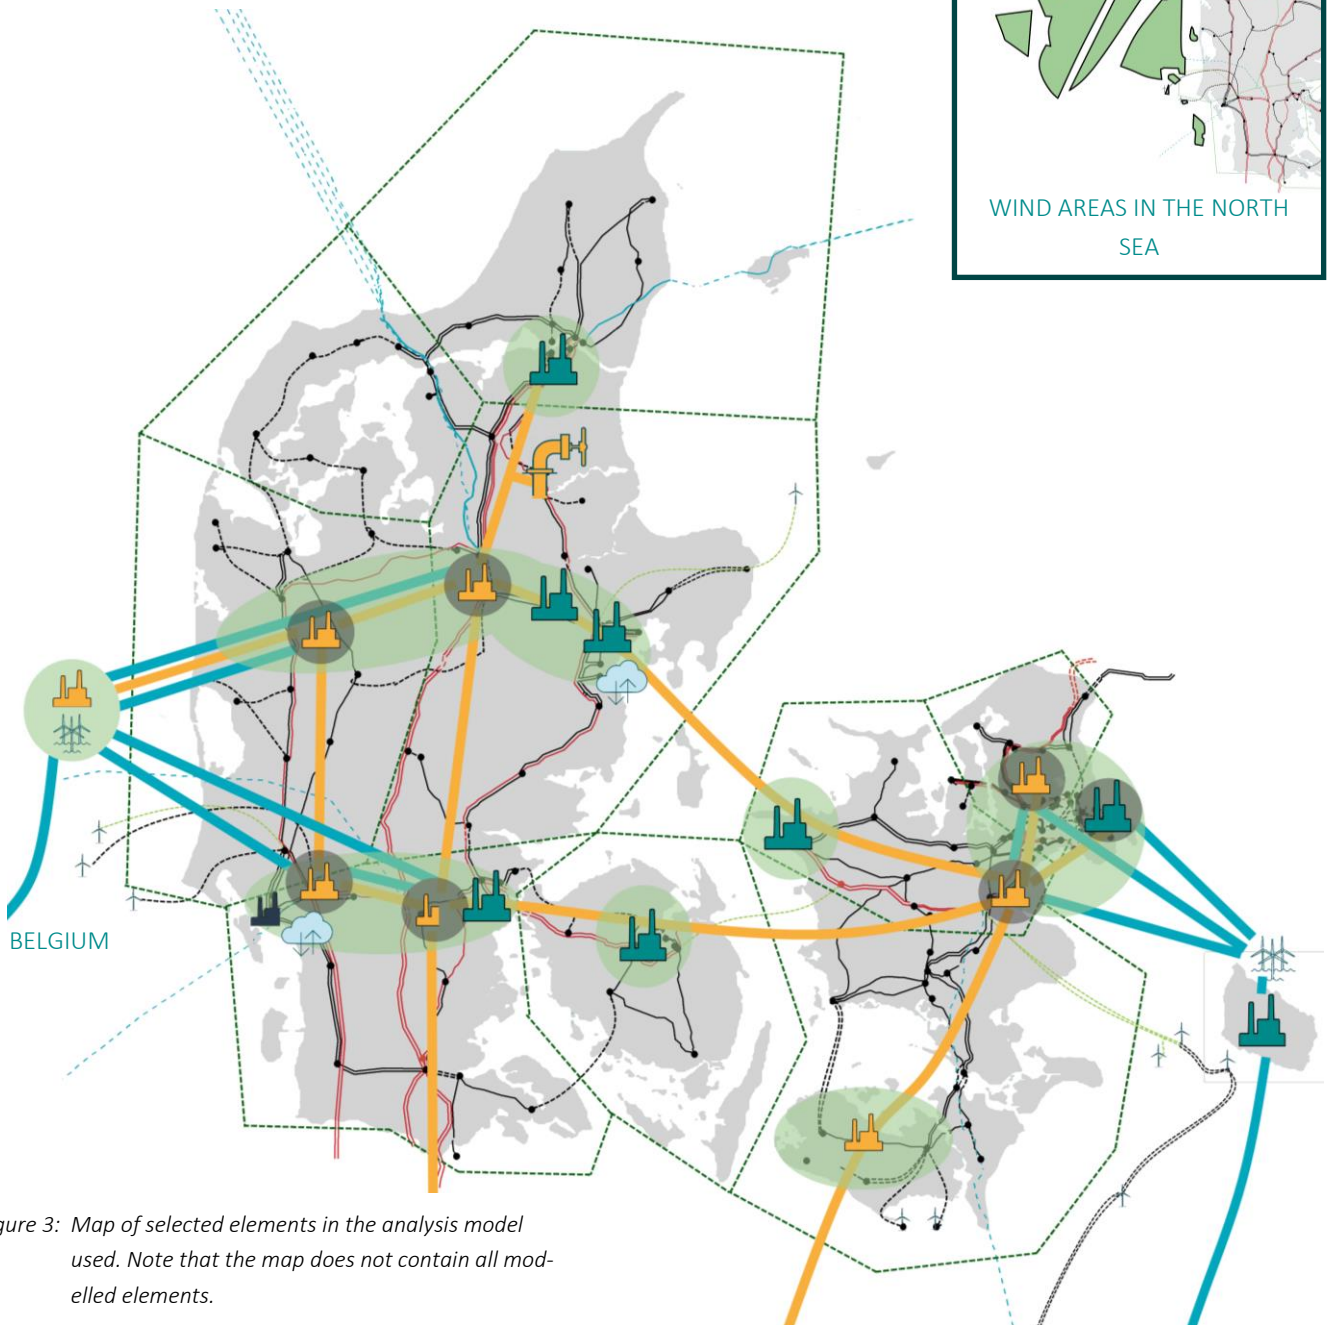 WIND AREAS IN THE NORTH
SEA
BELGIUM
gure 3: Map of selected elements in the analysis model
used. Note that the map does not contain all mod-
elled elements.